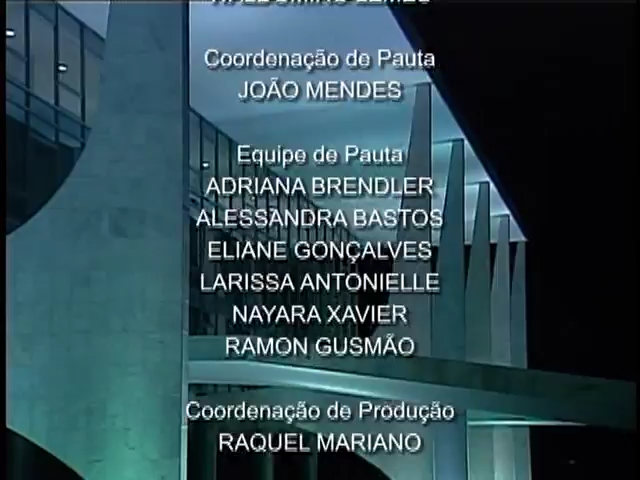 Coordenação de Pauta
JOÃO MENDES
Equipe de Pauta
ADRIANA BRENDLER
ALESSANDRA BASTOS
ELIANE GONÇALVES
LARISSA ANTONIELLE
NAYARA XAVIER
RAMON GUSMÃO
Coordenação de Produção
RAQUEL MARIANO